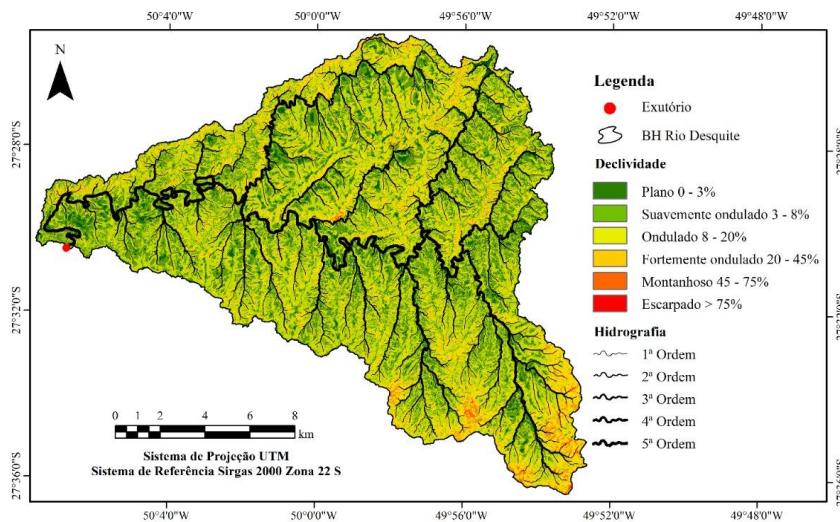 50°4'0"W 50°0'0"W 49°56'0"W 49°52'0"W 49°48'0"W
N
Legenda
Exutório
BH Rio Desquite
Declividade
Plano 0 - 3%
Suavemente ondulado 3 - 8%
Ondulado 8 - 20%
Fortemente ondulado 20 - 45%
Montanhoso 45 - 75%
Escarpado > 75%
Hidrografia
1ª Ordem
2ª Ordem
3ª Ordem
4ª Ordem
5ª Ordem
27°28'0"S
27°32'0"S
27°36'0"S
0 1 2 4 6 8
km
Sistema de Projeção UTM
Sistema de Referência Sirgas 2000 Zona 22 S
50°4'0"W 50°0'0"W 49°56'0"W 49°52'0"W 49°48'0"W